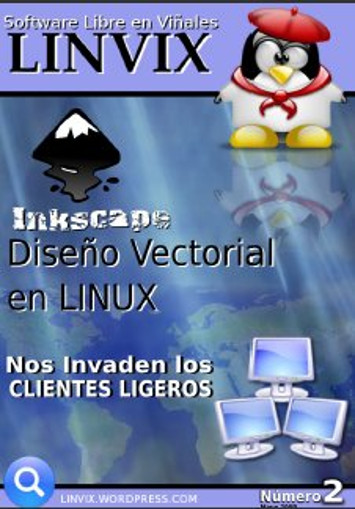 Software Libre en Viñales
LINVIX
Inkscape
Diseño Vectorial
en LINUX
Nos Invaden los
CLIENTES LIGEROS
LINVIX.WORDPRESS.COM
Número 2